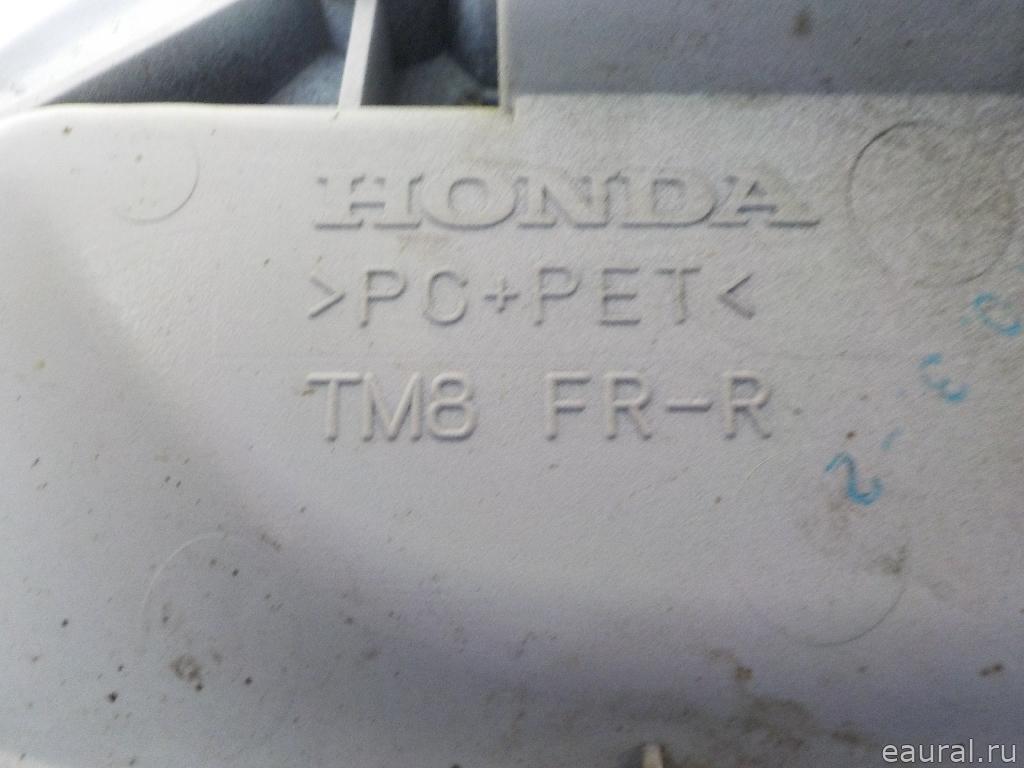 HONDA
>PC+PET<
TM8 FR-R
eaural.ru